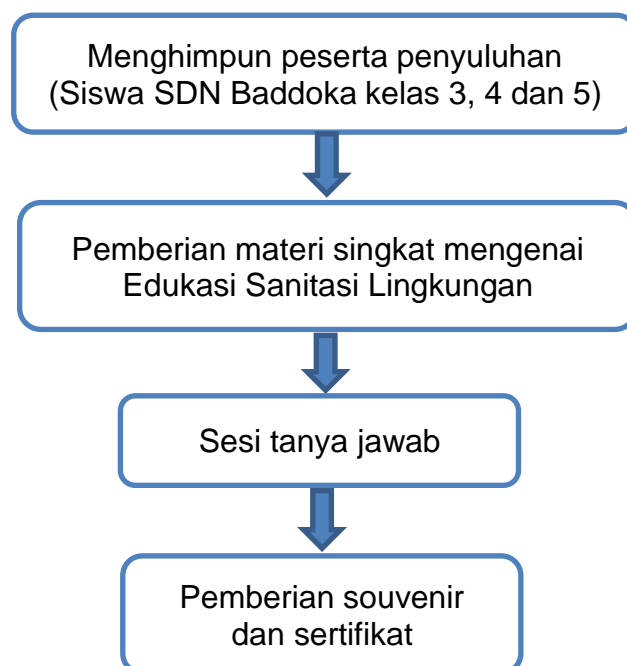 Menghimpun peserta penyuluhan
(Siswa SDN Baddoka kelas 3, 4 dan 5)
Pemberian materi singkat mengenai
Edukasi Sanitasi Lingkungan
Sesi tanya jawab
Pemberian souvenir
dan sertifikat